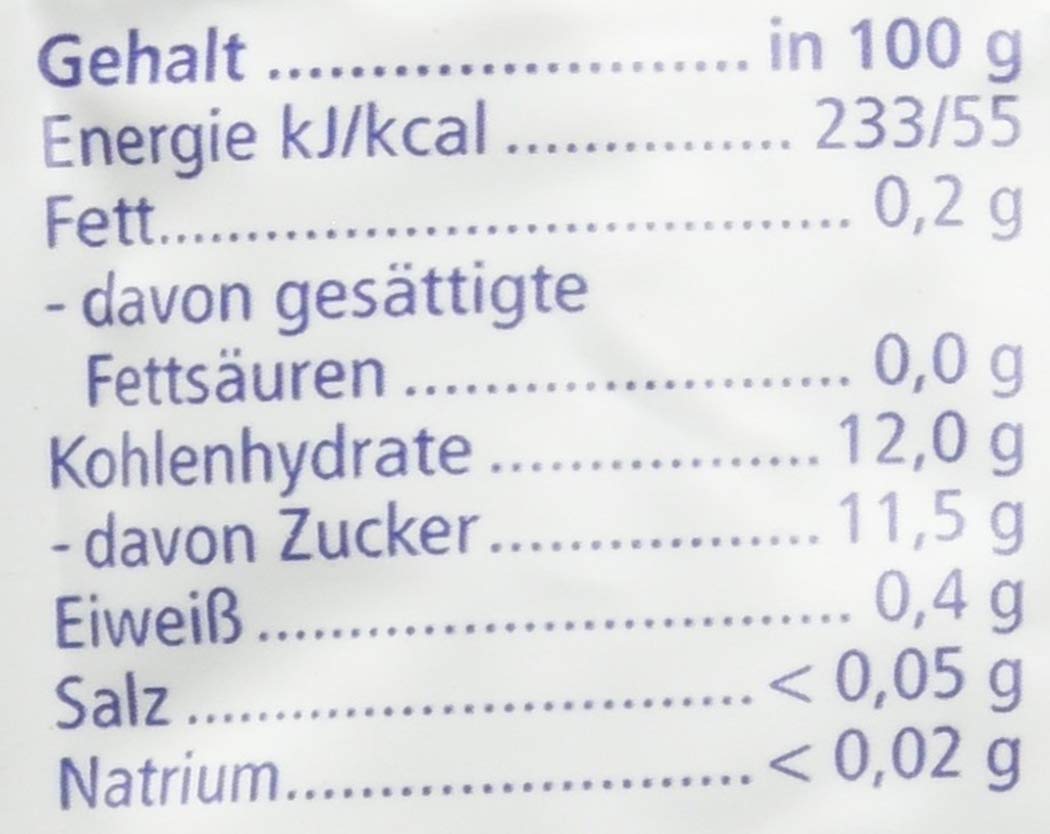 Gehalt ........................ in 100 g
Energie kJ/kcal ............... 233/55
Fett................................... 0,2 g
- davon gesättigte
Fettsäuren ...................... 0,0 g
Kohlenhydrate ................. 12,0 g
- davon Zucker ................. 11,5 g
Eiweiß .............................. 0,4 g
Salz ............................. < 0,05 g
Natrium........................ < 0,02 g